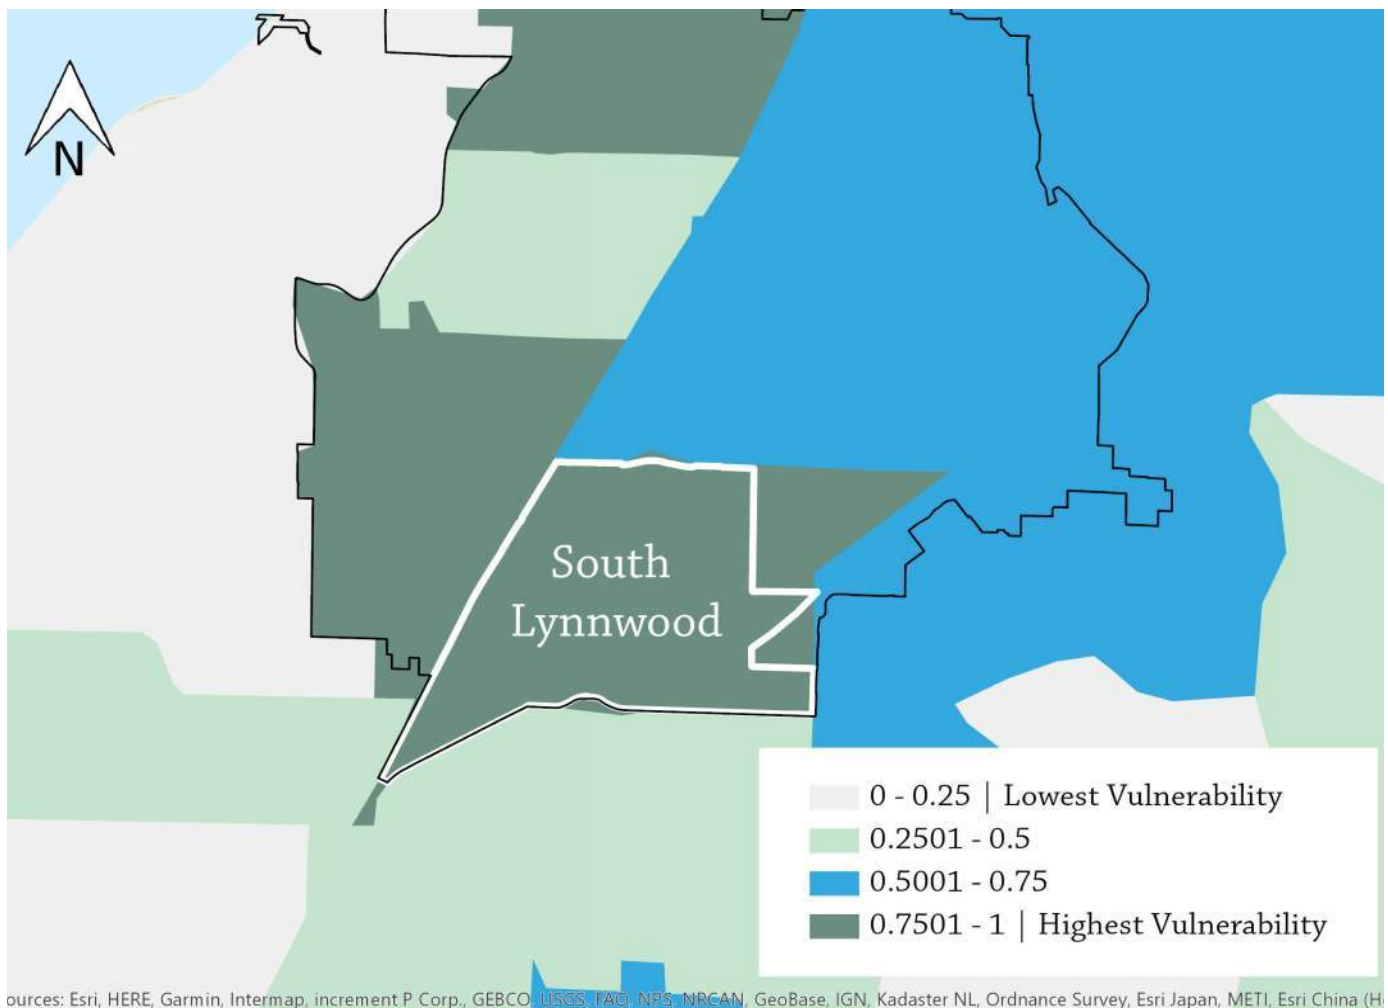 N
South
Lynnwood
0 - 0.25 | Lowest Vulnerability
0.2501 - 0.5
0.5001 - 0.75
0.7501 - 1 | Highest Vulnerability
ources: Esri, HERE, Garmin, Intermap, increment P Corp., GEBCO, USGS, FAO, NPS, NRCAN, GeoBase, IGN, Kadaster NL, Ordnance Survey, Esri Japan, METI, Esri China (H